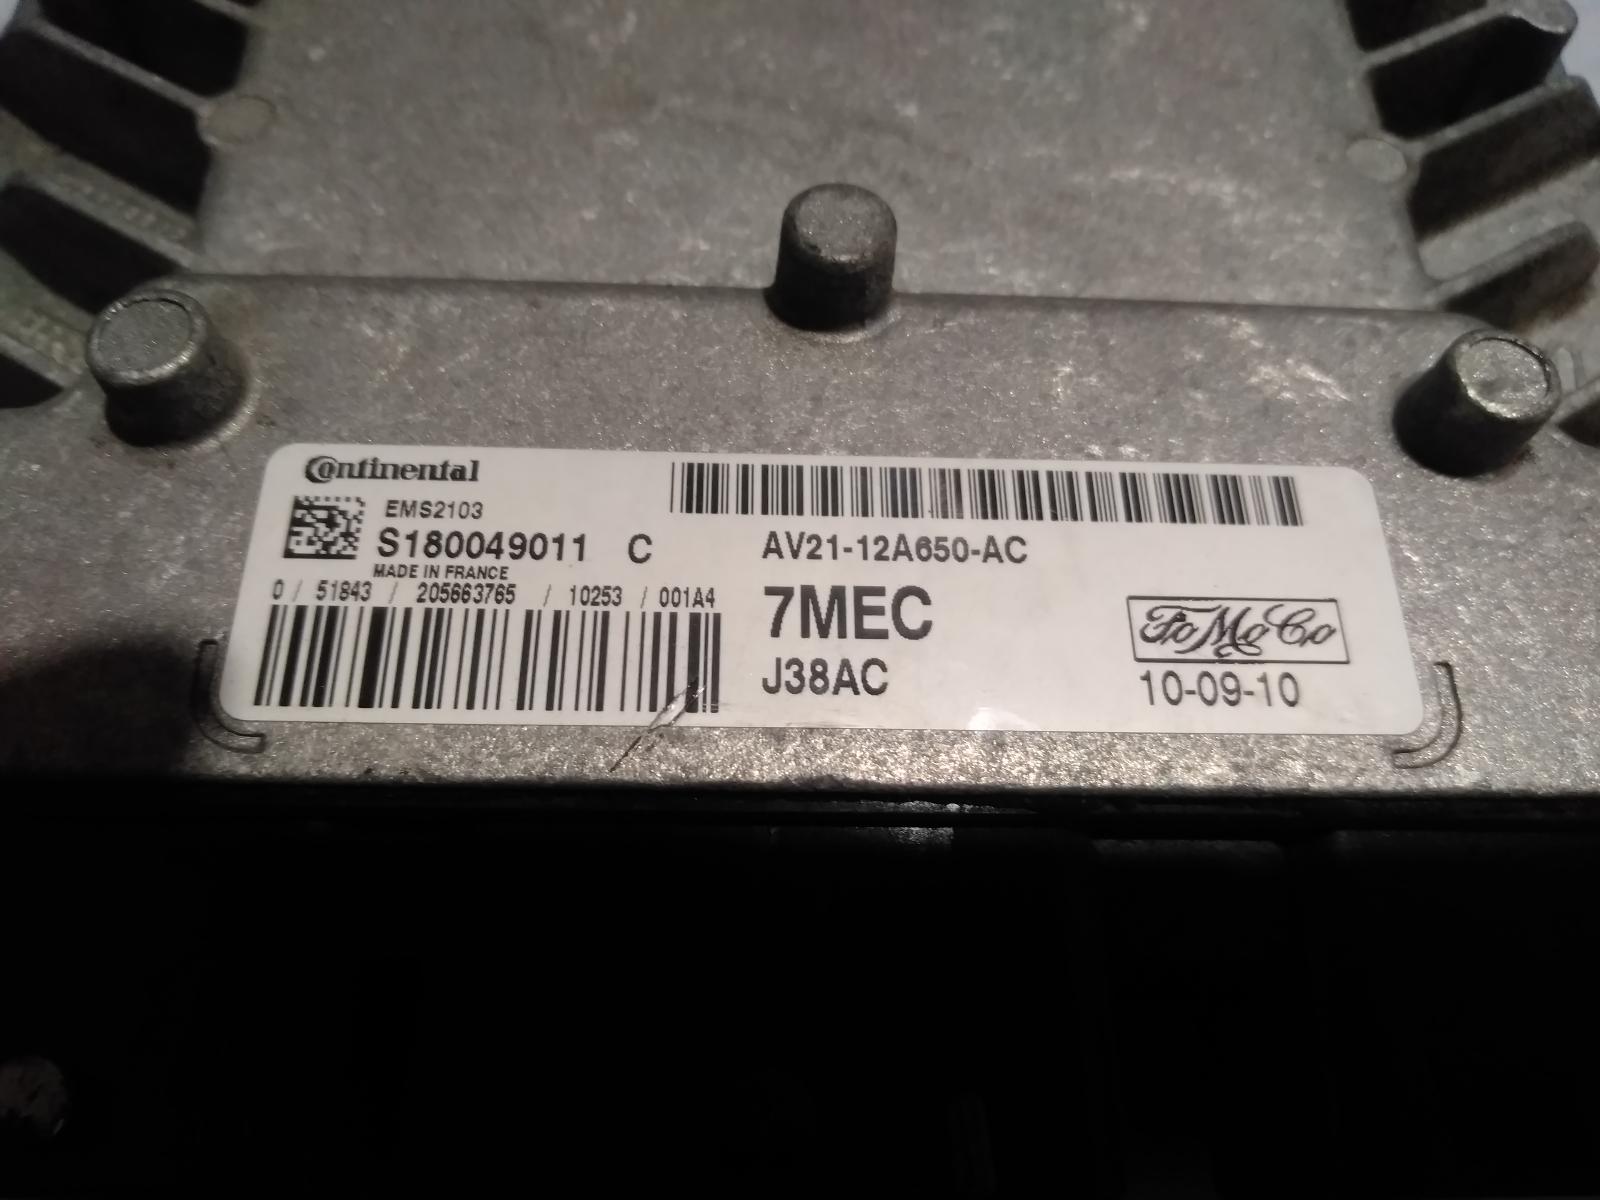 Continental
EMS2103
S180049011 C
MADE IN FRANCE
0 / 51843 / 205663765 / 10253 / 001A4
AV21-12A650-AC
7MEC
J38AC
FoMoCo
10-09-10